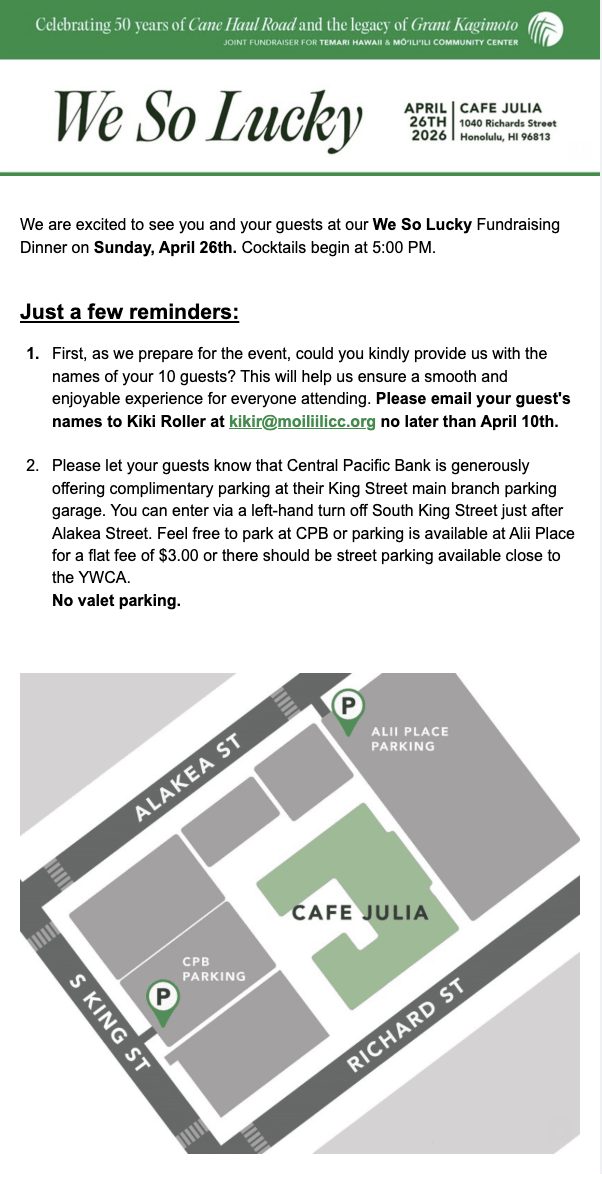 Celebrating 50 years of Cane Haul Road and the legacy of Grant Kagimoto
JOINT FUNDRAISER FOR TEMARI HAWAII & MŌʻILIʻILI COMMUNITY CENTER
We So Lucky
APRIL
26TH
2026
CAFE JULIA
1040 Richards Street
Honolulu, HI 96813
We are excited to see you and your guests at our We So Lucky Fundraising
Dinner on Sunday, April 26th. Cocktails begin at 5:00 PM.
Just a few reminders:
1. First, as we prepare for the event, could you kindly provide us with the
names of your 10 guests? This will help us ensure a smooth and
enjoyable experience for everyone attending. Please email your guest's
names to Kiki Roller at kikir@moiliilicc.org no later than April 10th.
2. Please let your guests know that Central Pacific Bank is generously
offering complimentary parking at their King Street main branch parking
garage. You can enter via a left-hand turn off South King Street just after
Alakea Street. Feel free to park at CPB or parking is available at Alii Place
for a flat fee of $3.00 or there should be street parking available close to
the YWCA.
No valet parking.
P
ALII PLACE
PARKING
ALAKEA ST
CAFE JULIA
CPB
PARKING
P
S KING ST
RICHARD ST